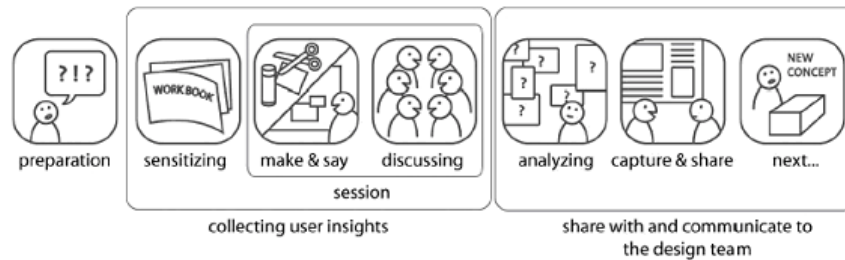 ?!?
WORKBOOK
?
?
?
?
?
?
NEW
CONCEPT
preparation
sensitizing
make & say
discussing
analyzing
capture & share
next...
session
collecting user insights
share with and communicate to
the design team